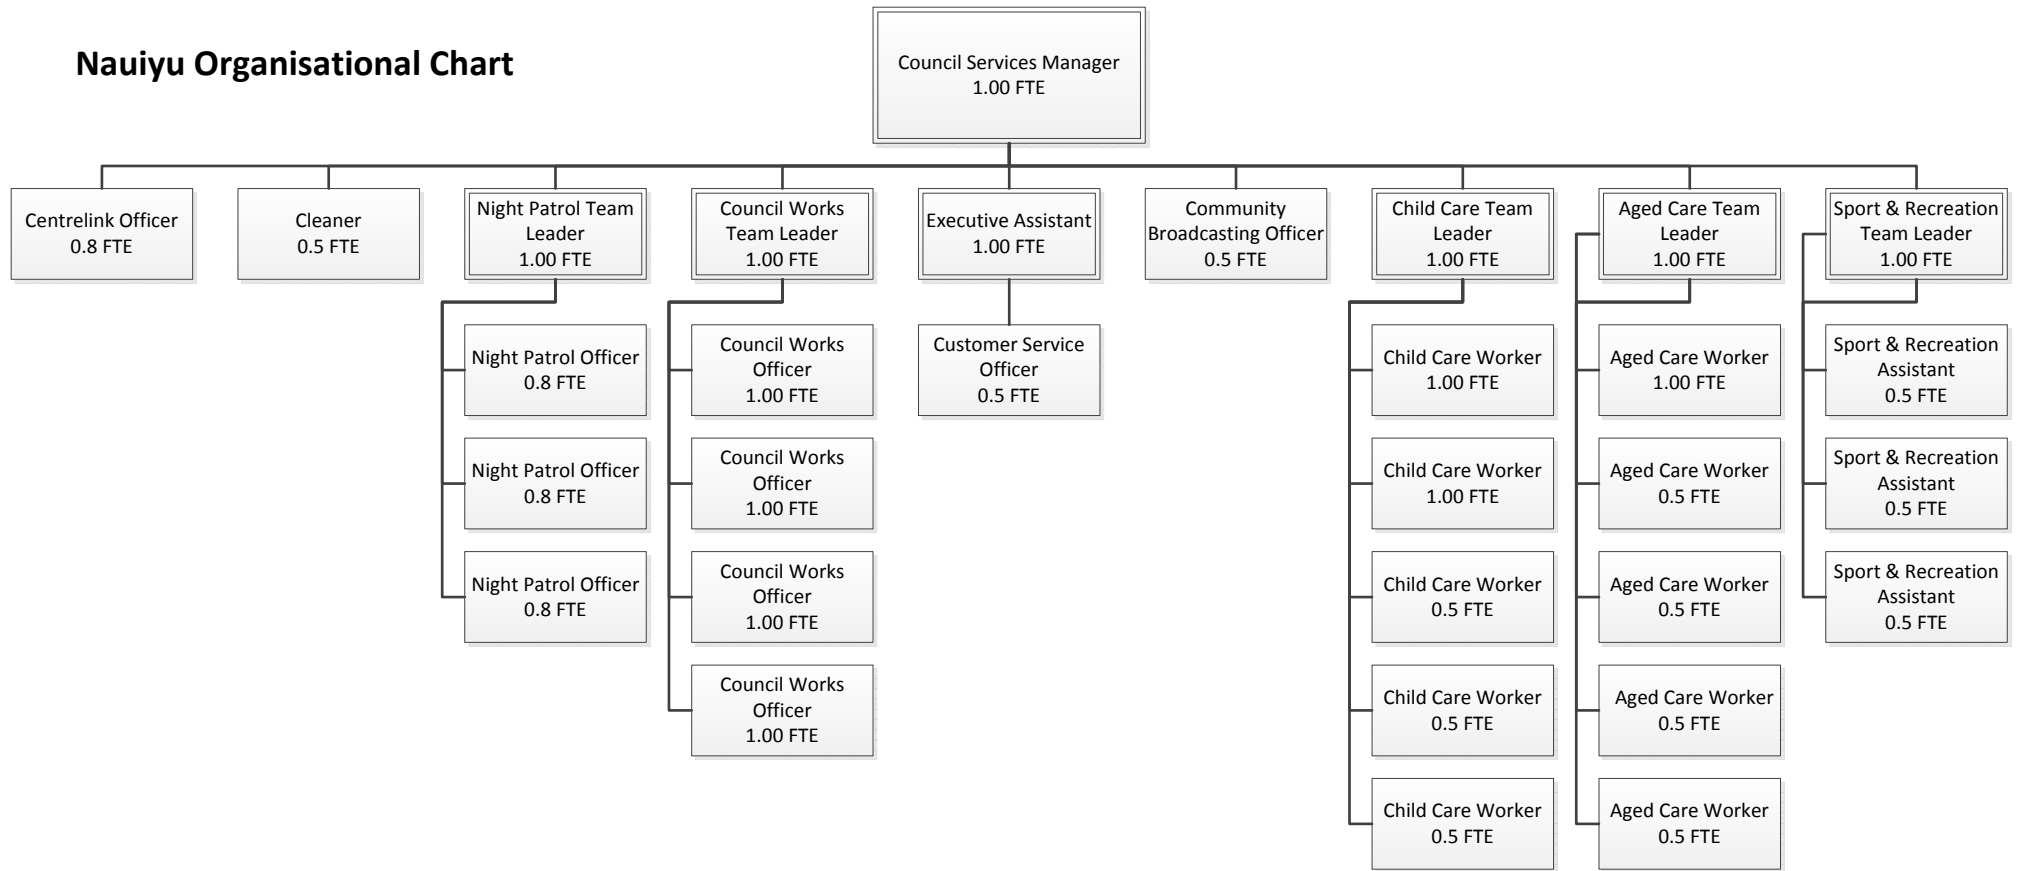 Nauiyu Organisational Chart
Council Services Manager
1.00 FTE
Centrelink Officer
0.8 FTE
Cleaner
0.5 FTE
Night Patrol Team
Leader
1.00 FTE
Council Works
Team Leader
1.00 FTE
Executive Assistant
1.00 FTE
Community
Broadcasting Officer
0.5 FTE
Child Care Team
Leader
1.00 FTE
Aged Care Team
Leader
1.00 FTE
Sport & Recreation
Team Leader
1.00 FTE
Night Patrol Officer
0.8 FTE
Night Patrol Officer
0.8 FTE
Night Patrol Officer
0.8 FTE
Council Works
Officer
1.00 FTE
Council Works
Officer
1.00 FTE
Council Works
Officer
1.00 FTE
Council Works
Officer
1.00 FTE
Customer Service
Officer
0.5 FTE
Child Care Worker
1.00 FTE
Child Care Worker
1.00 FTE
Child Care Worker
0.5 FTE
Child Care Worker
0.5 FTE
Child Care Worker
0.5 FTE
Aged Care Worker
1.00 FTE
Aged Care Worker
0.5 FTE
Aged Care Worker
0.5 FTE
Aged Care Worker
0.5 FTE
Aged Care Worker
0.5 FTE
Sport & Recreation
Assistant
0.5 FTE
Sport & Recreation
Assistant
0.5 FTE
Sport & Recreation
Assistant
0.5 FTE